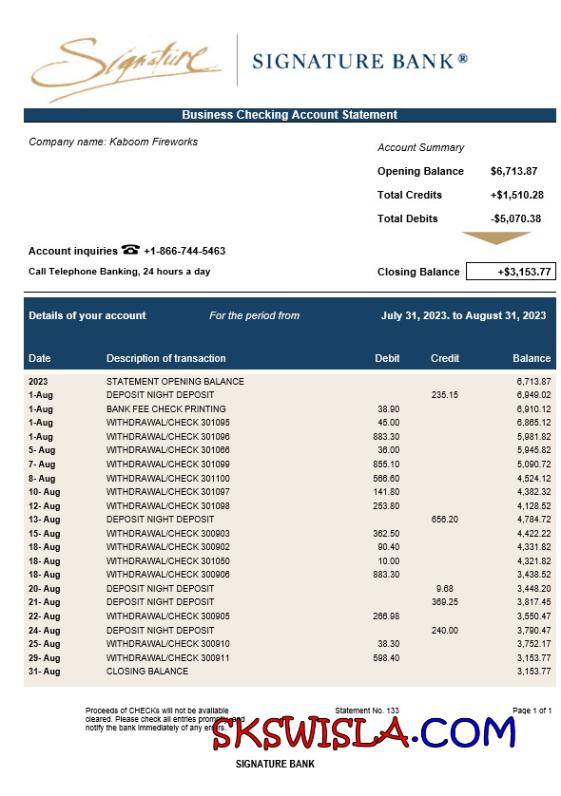 Signature SIGNATURE BANK®
Business Checking Account Statement
Company name: Kaboom Fireworks
Account Summary
Opening Balance $6,713.87
Total Credits +$1,510.28
Total Debits -$5,070.38
Account inquiries ☎ +1-866-744-5463
Call Telephone Banking, 24 hours a day Closing Balance +$3,153.77
Details of your account For the period from July 31, 2023. to August 31, 2023
Date Description of transaction Debit Credit Balance
2023 STATEMENT OPENING BALANCE 6,713.87
1-Aug DEPOSIT NIGHT DEPOSIT 235.15 6,949.02
1-Aug BANK FEE CHECK PRINTING 38.90 6,910.12
1-Aug WITHDRAWAL/CHECK 301095 45.00 6,865.12
1-Aug WITHDRAWAL/CHECK 301096 883.30 5,981.82
5- Aug WITHDRAWAL/CHECK 301066 36.00 5,945.82
7- Aug WITHDRAWAL/CHECK 301099 855.10 5,090.72
8- Aug WITHDRAWAL/CHECK 301100 566.60 4,524.12
10- Aug WITHDRAWAL/CHECK 301097 141.80 4,382.32
12- Aug WITHDRAWAL/CHECK 301098 253.80 4,128.52
13- Aug DEPOSIT NIGHT DEPOSIT 656.20 4,784.72
15- Aug WITHDRAWAL/CHECK 300903 362.50 4,422.22
18- Aug WITHDRAWAL/CHECK 300902 90.40 4,331.82
18- Aug WITHDRAWAL/CHECK 301050 10.00 4,321.82
18- Aug WITHDRAWAL/CHECK 300906 883.30 3,438.52
20- Aug DEPOSIT NIGHT DEPOSIT 9.68 3,448.20
21- Aug DEPOSIT NIGHT DEPOSIT 369.25 3,817.45
22- Aug WITHDRAWAL/CHECK 300905 266.98 3,550.47
24- Aug DEPOSIT NIGHT DEPOSIT 240.00 3,790.47
25- Aug WITHDRAWAL/CHECK 300910 38.30 3,752.17
29- Aug WITHDRAWAL/CHECK 300911 598.40 3,153.77
31- Aug CLOSING BALANCE 3,153.77
Proceeds of CHECKs will not be available Statement No. 133 Page 1 of 1
cleared. Please check all entries promptly and
notify the bank immediately of any errors.
SKSWISLA.COM
SIGNATURE BANK